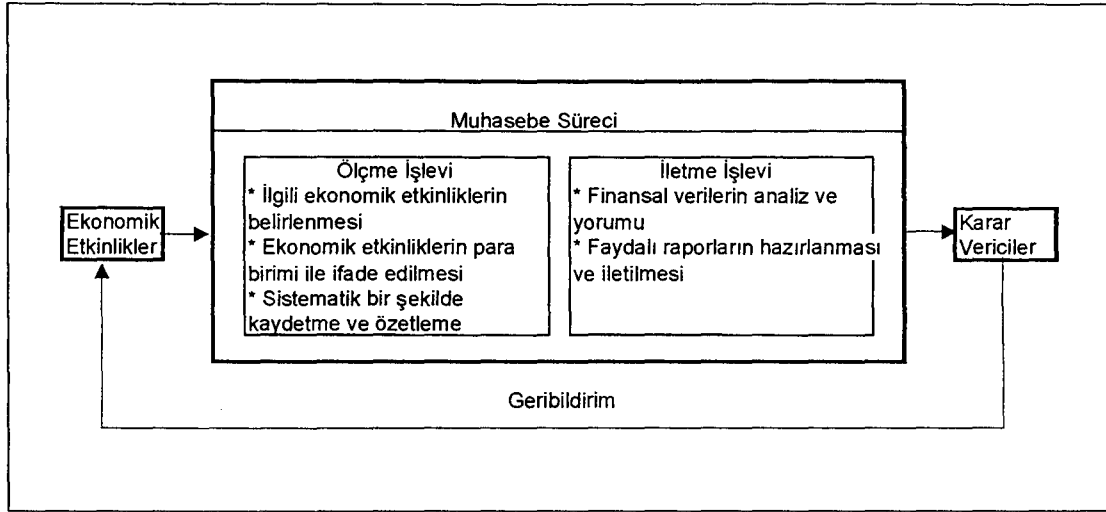 Muhasebe Süreci
Ekonomik
Etkinlikler
Ölçme İşlevi
* İlgili ekonomik etkinliklerin
belirlenmesi
* Ekonomik etkinliklerin para
birimi ile ifade edilmesi
* Sistematik bir şekilde
kaydetme ve özetleme
İletme İşlevi
* Finansal verilerin analiz ve
yorumu
* Faydalı raporların hazırlanması
ve iletilmesi
Karar
Vericiler
Geribildirim